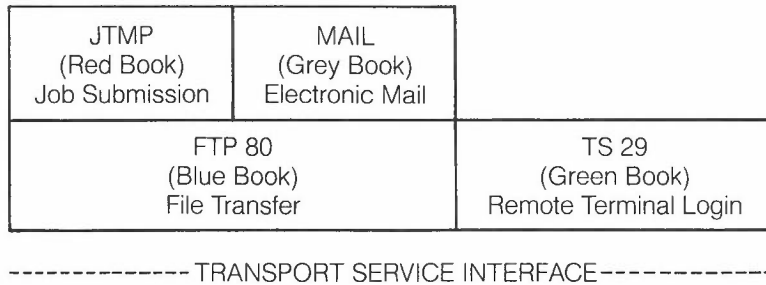 JTMP
(Red Book)
Job Submission
MAIL
(Grey Book)
Electronic Mail
FTP 80
(Blue Book)
File Transfer
TS 29
(Green Book)
Remote Terminal Login
TRANSPORT SERVICE INTERFACE